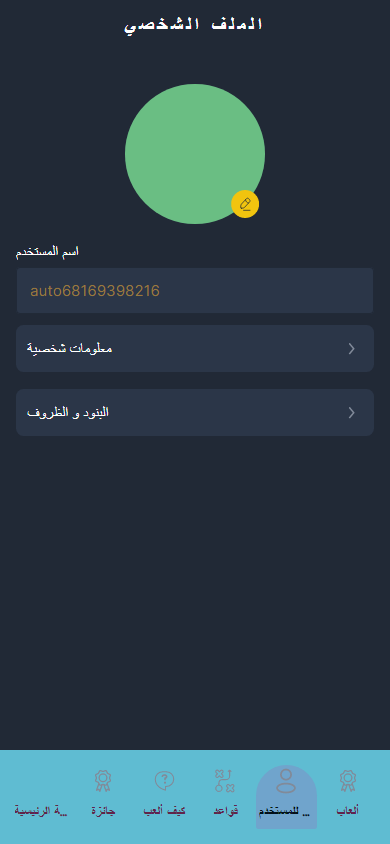 الملف الشخصي
اسم المستخدم
auto68169398216
معلومات شخصية
البنود و الظروف
ألعاب
... للمستخدم
قواعد
كيف ألعب
جائزة
...ة الرئيسية